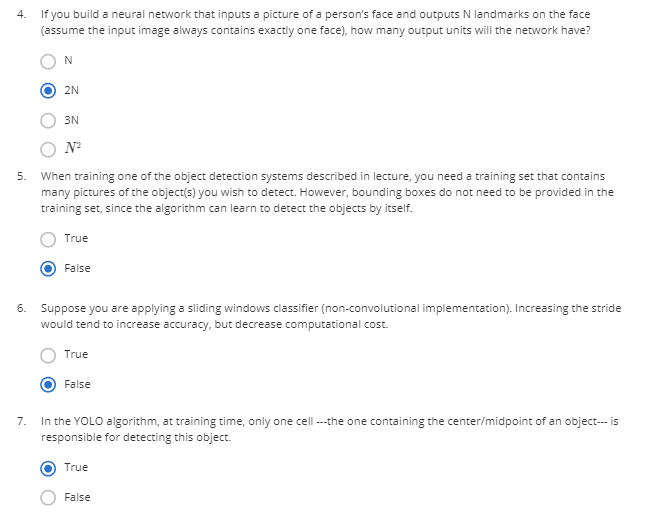 4. If you build a neural network that inputs a picture of a person's face and outputs N landmarks on the face
(assume the input image always contains exactly one face), how many output units will the network have?
N
2N
3N
N²
5. When training one of the object detection systems described in lecture, you need a training set that contains
many pictures of the object(s) you wish to detect. However, bounding boxes do not need to be provided in the
training set, since the algorithm can learn to detect the objects by itself.
True
False
6. Suppose you are applying a sliding windows classifier (non-convolutional implementation). Increasing the stride
would tend to increase accuracy, but decrease computational cost.
True
False
7. In the YOLO algorithm, at training time, only one cell ---the one containing the center/midpoint of an object--- is
responsible for detecting this object.
True
False